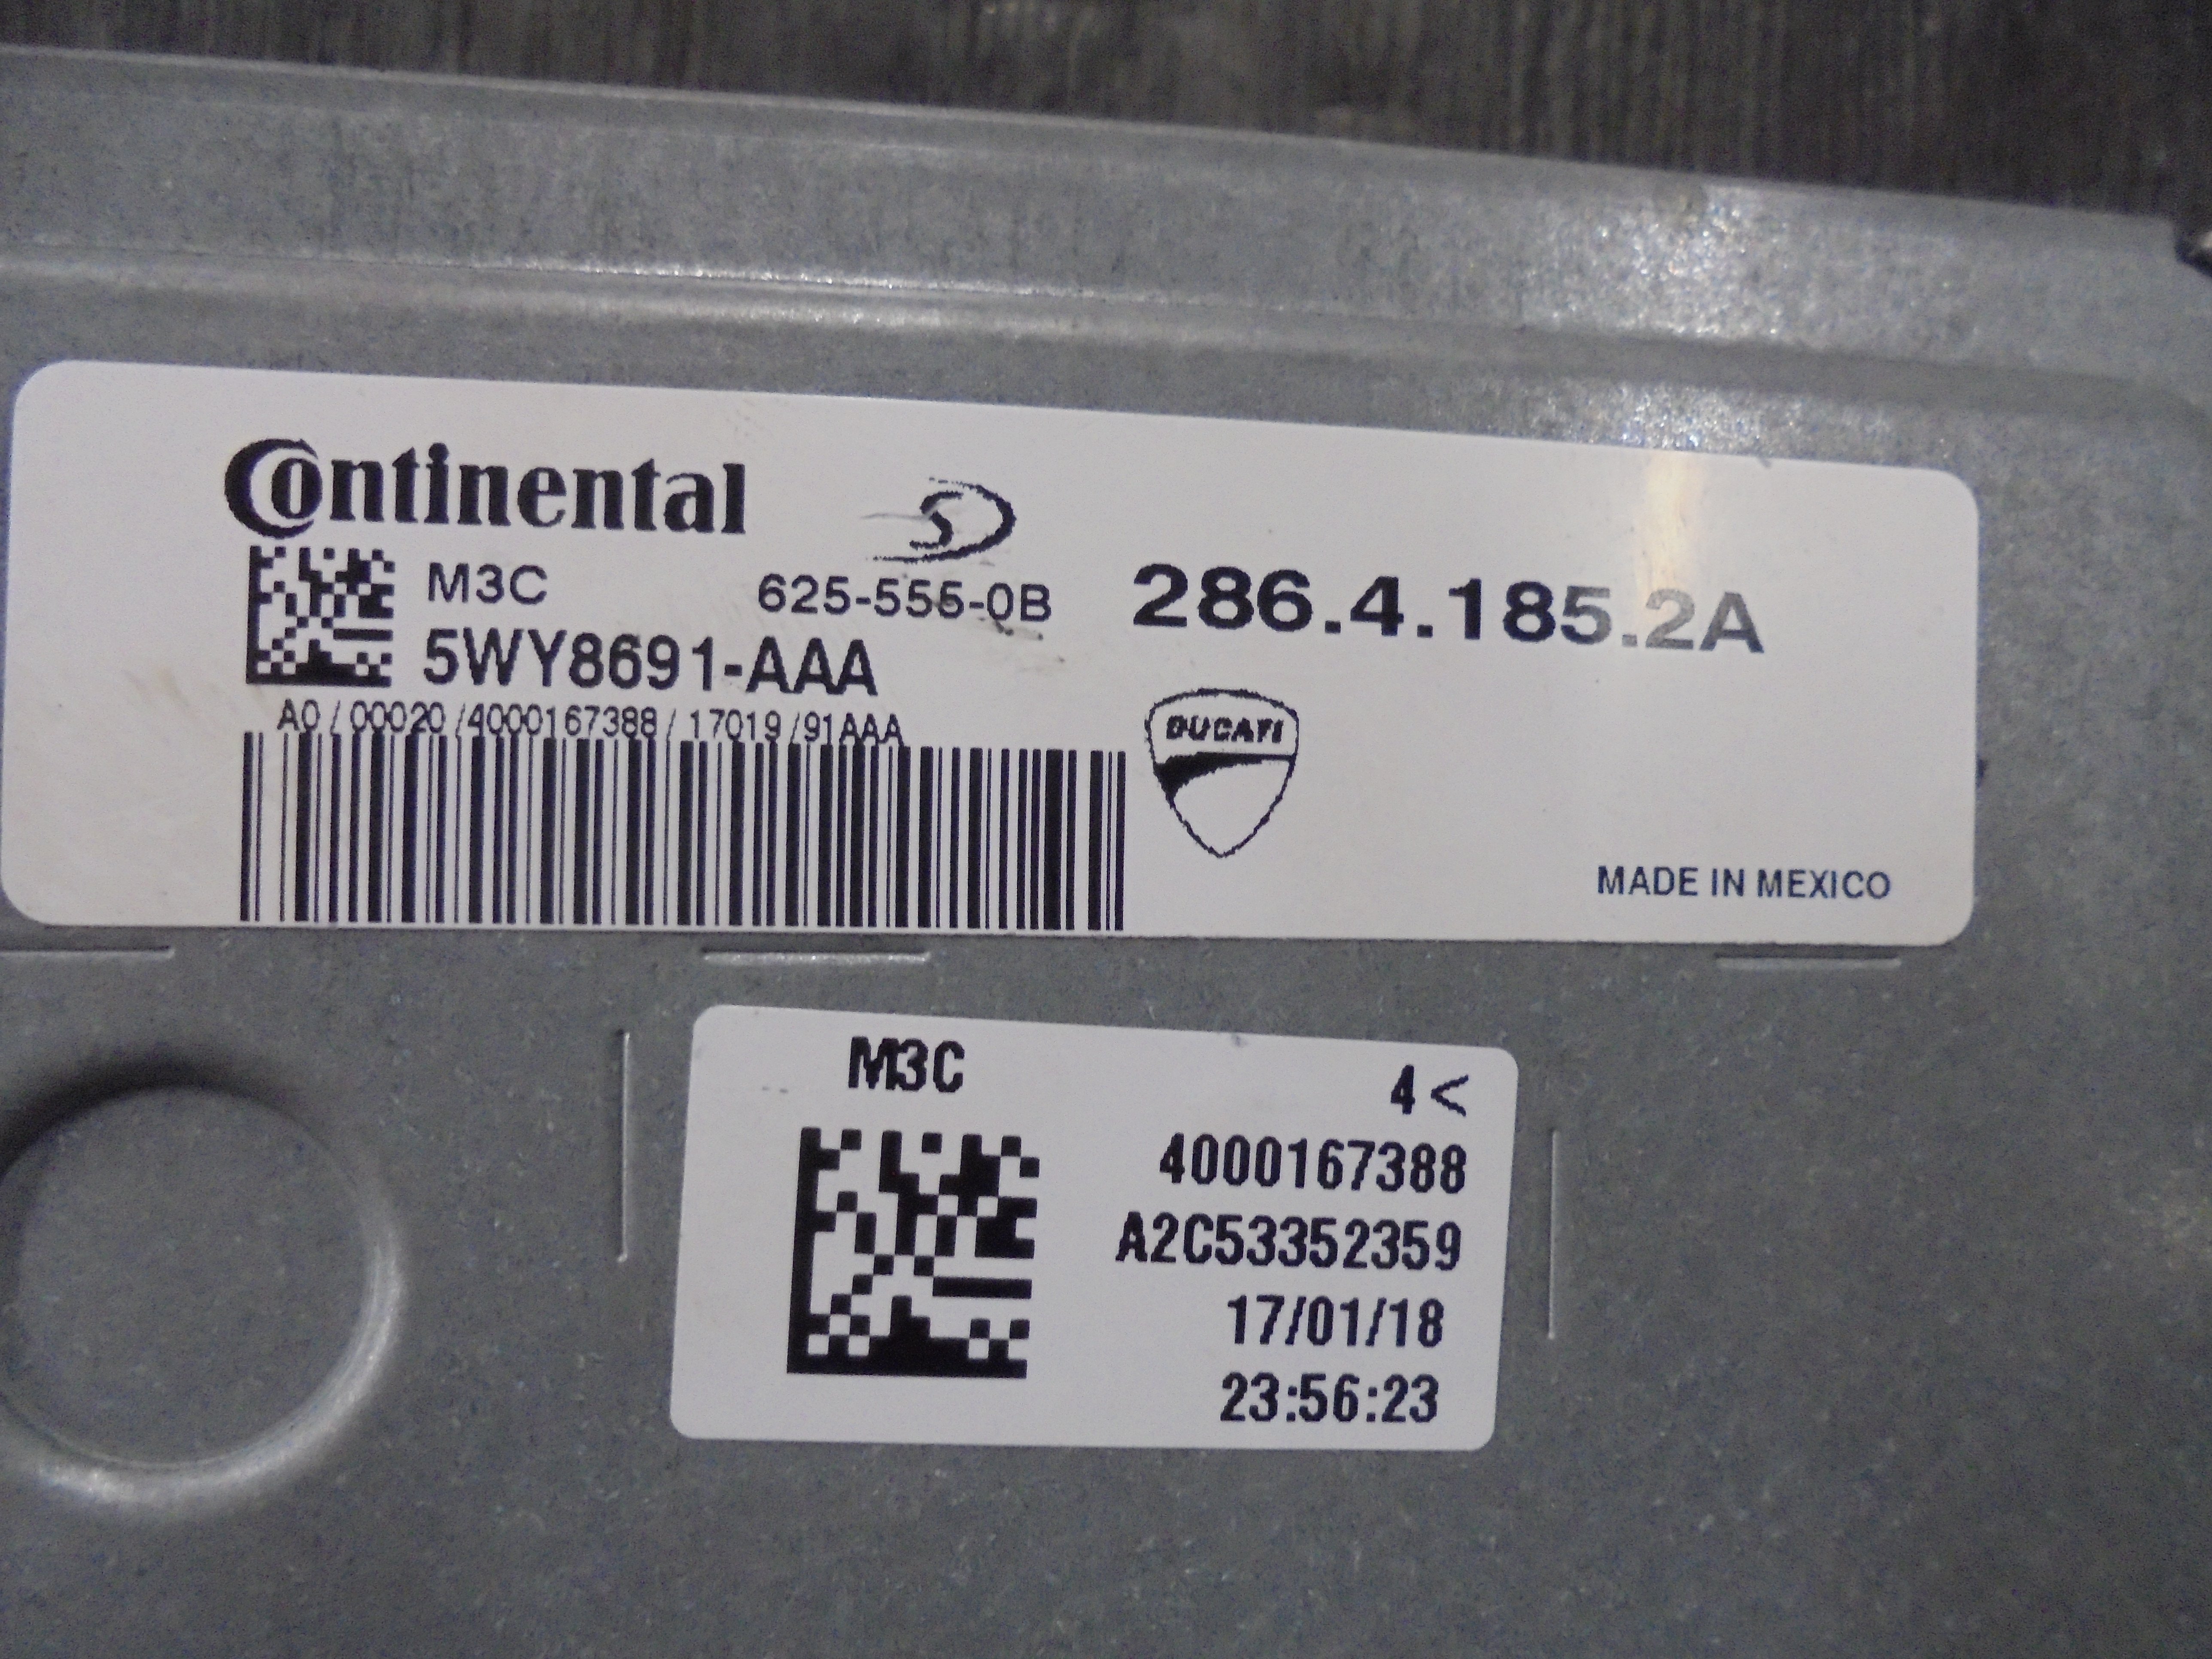 Continental
S
M3C 625-555-0B 286.4.185.2A
5WY8691-AAA
A0/00020/4000167388/17019/91AAA
DUCATI
MADE IN MEXICO
M3C
4<
4000167388
A2C53352359
17/01/18
23:56:23